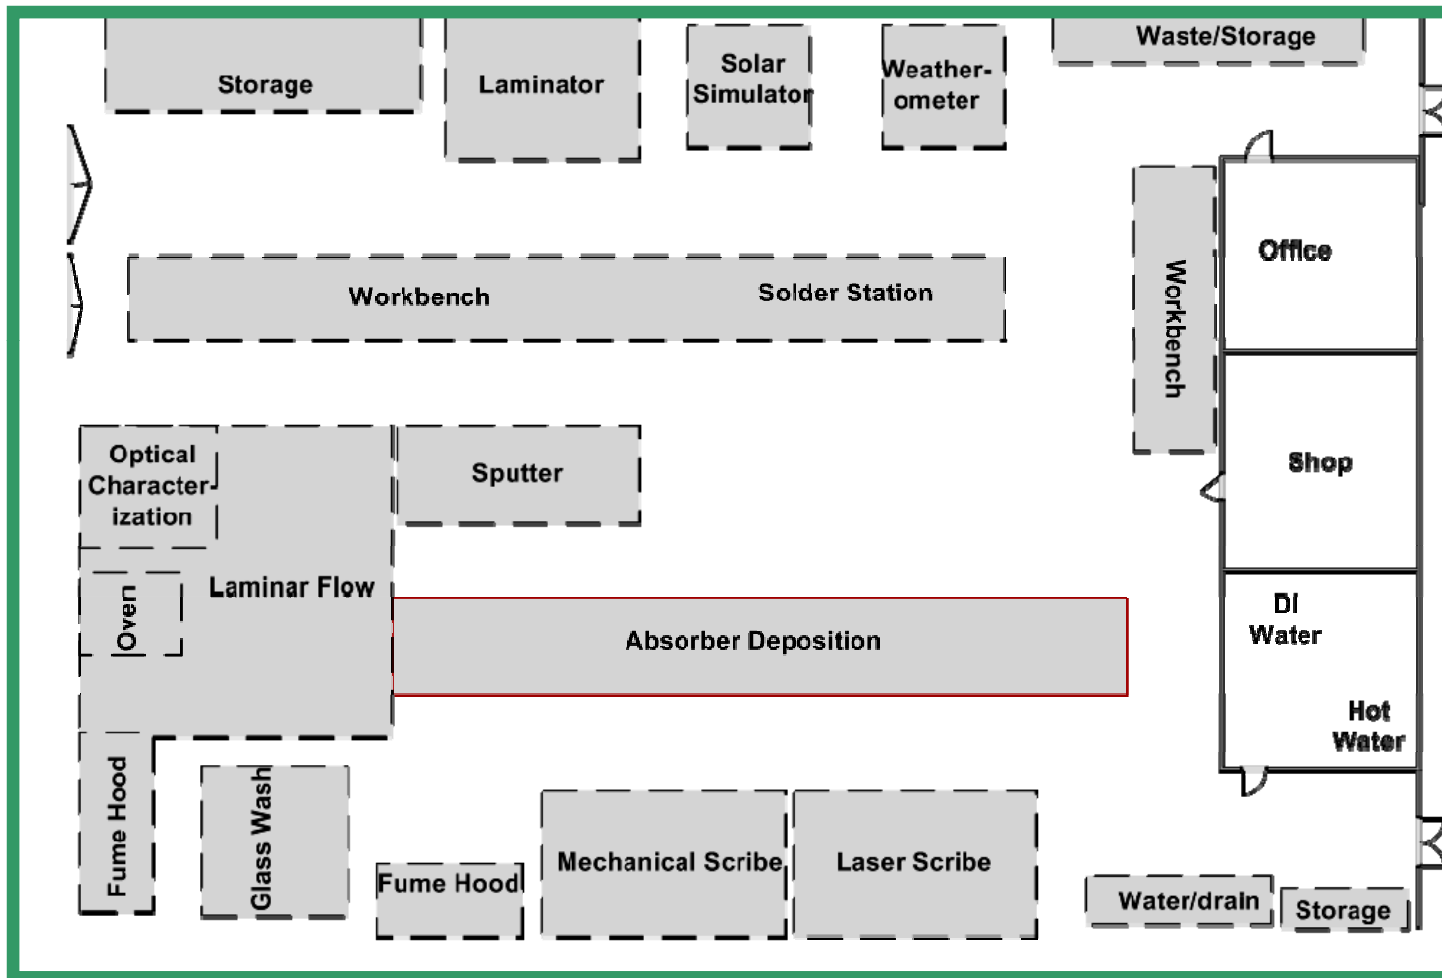 Waste/Storage
Storage
Laminator
Solar
Simulator
Weather-
ometer
Office
Workbench
Workbench
Solder Station
Shop
Optical
Character-
ization
Sputter
Oven
Laminar Flow
Absorber Deposition
DI
Water
Hot
Water
Fume Hood
Glass Wash
Fume Hood
Mechanical Scribe
Laser Scribe
Water/drain
Storage